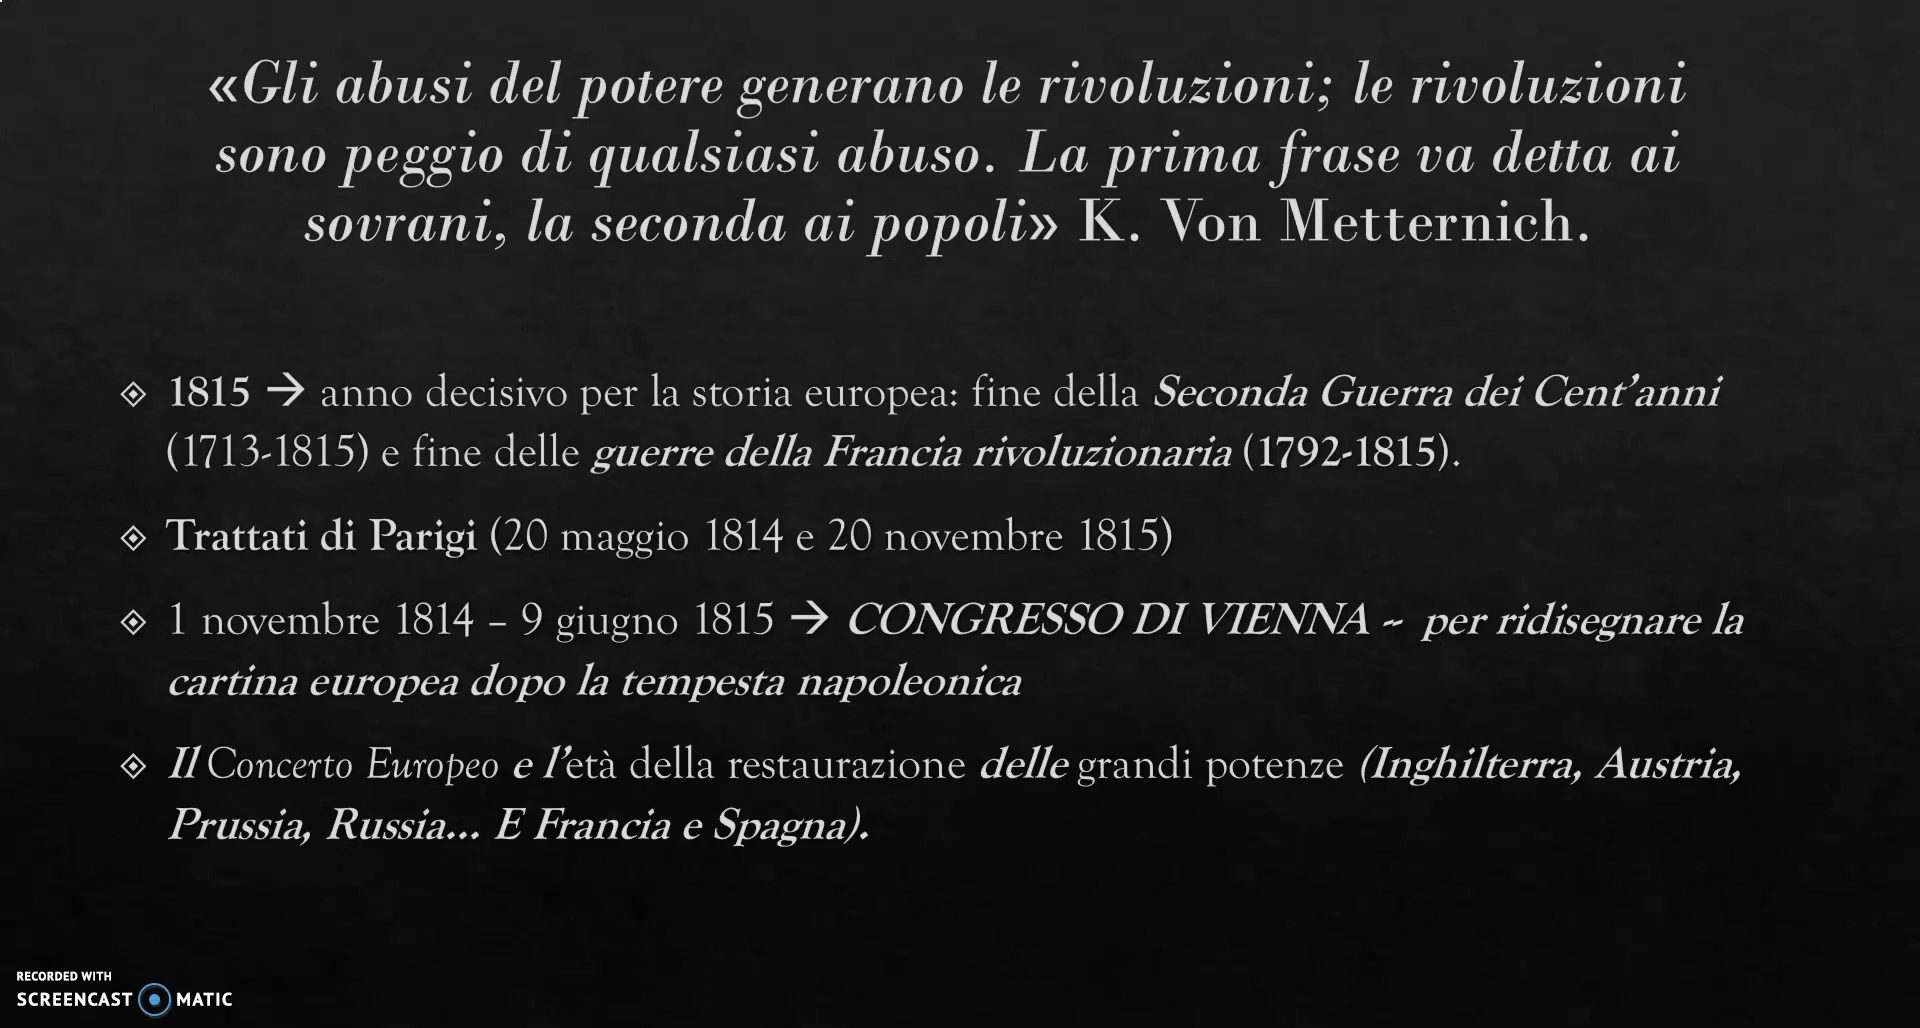 «Gli abusi del potere generano le rivoluzioni; le rivoluzioni
sono peggio di qualsiasi abuso. La prima frase va detta ai
sovrani, la seconda ai popoli» K. Von Metternich.
1815 → anno decisivo per la storia europea: fine della Seconda Guerra dei Cent’anni
(1713-1815) e fine delle guerre della Francia rivoluzionaria (1792-1815).
Trattati di Parigi (20 maggio 1814 e 20 novembre 1815)
1 novembre 1814 – 9 giugno 1815 → CONGRESSO DI VIENNA -- per ridisegnare la
cartina europea dopo la tempesta napoleonica
Il Concerto Europeo e l’età della restaurazione delle grandi potenze (Inghilterra, Austria,
Prussia, Russia… E Francia e Spagna).
RECORDED WITH
SCREENCAST MATIC